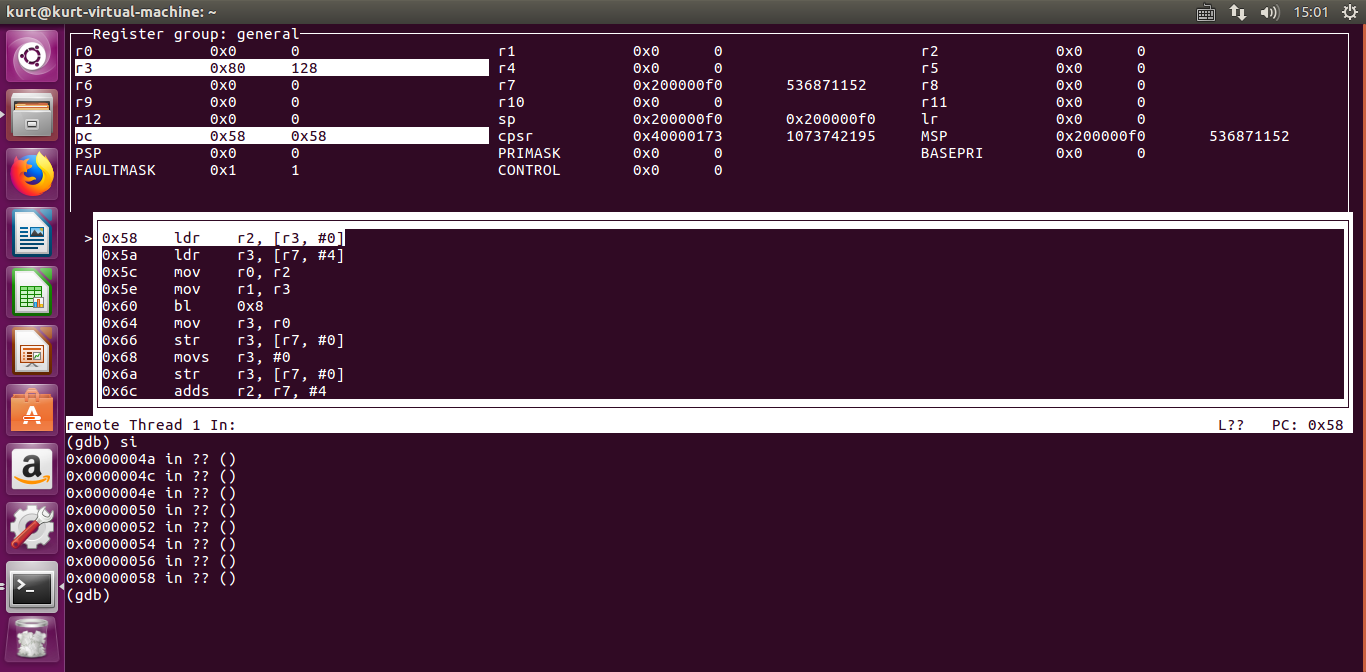 kurt@kurt-virtual-machine: ~ 15:01
Register group: general
r0 0x0 0 r1 0x0 0 r2 0x0 0
r3 0x80 128 r4 0x0 0 r5 0x0 0
r6 0x0 0 r7 0x200000f0 536871152 r8 0x0 0
r9 0x0 0 r10 0x0 0 r11 0x0 0
r12 0x0 0 sp 0x200000f0 0x200000f0 lr 0x0 0
pc 0x58 0x58 cpsr 0x40000173 1073742195 MSP 0x200000f0 536871152
PSP 0x0 0 PRIMASK 0x0 0 BASEPRI 0x0 0
FAULTMASK 0x1 1 CONTROL 0x0 0
> 0x58 ldr r2, [r3, #0]
0x5a ldr r3, [r7, #4]
0x5c mov r0, r2
0x5e mov r1, r3
0x60 bl 0x8
0x64 mov r3, r0
0x66 str r3, [r7, #0]
0x68 movs r3, #0
0x6a str r3, [r7, #0]
0x6c adds r2, r7, #4
remote Thread 1 In: L?? PC: 0x58
(gdb) si
0x0000004a in ?? ()
0x0000004c in ?? ()
0x0000004e in ?? ()
0x00000050 in ?? ()
0x00000052 in ?? ()
0x00000054 in ?? ()
0x00000056 in ?? ()
0x00000058 in ?? ()
(gdb)